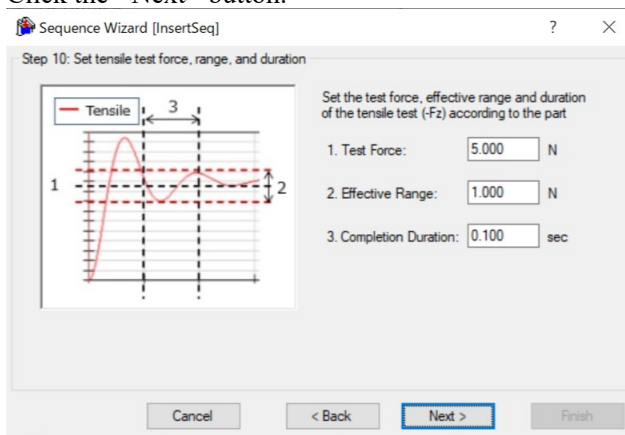 Click the "Next" button.
Sequence Wizard [InsertSeq]
?
Step 10: Set tensile test force, range, and duration
Tensile
3
1
2
Set the test force, effective range and duration
of the tensile test (-Fz) according to the part
1. Test Force: 5.000 N
2. Effective Range: 1.000 N
3. Completion Duration: 0.100 sec
Cancel
< Back
Next >
Finish